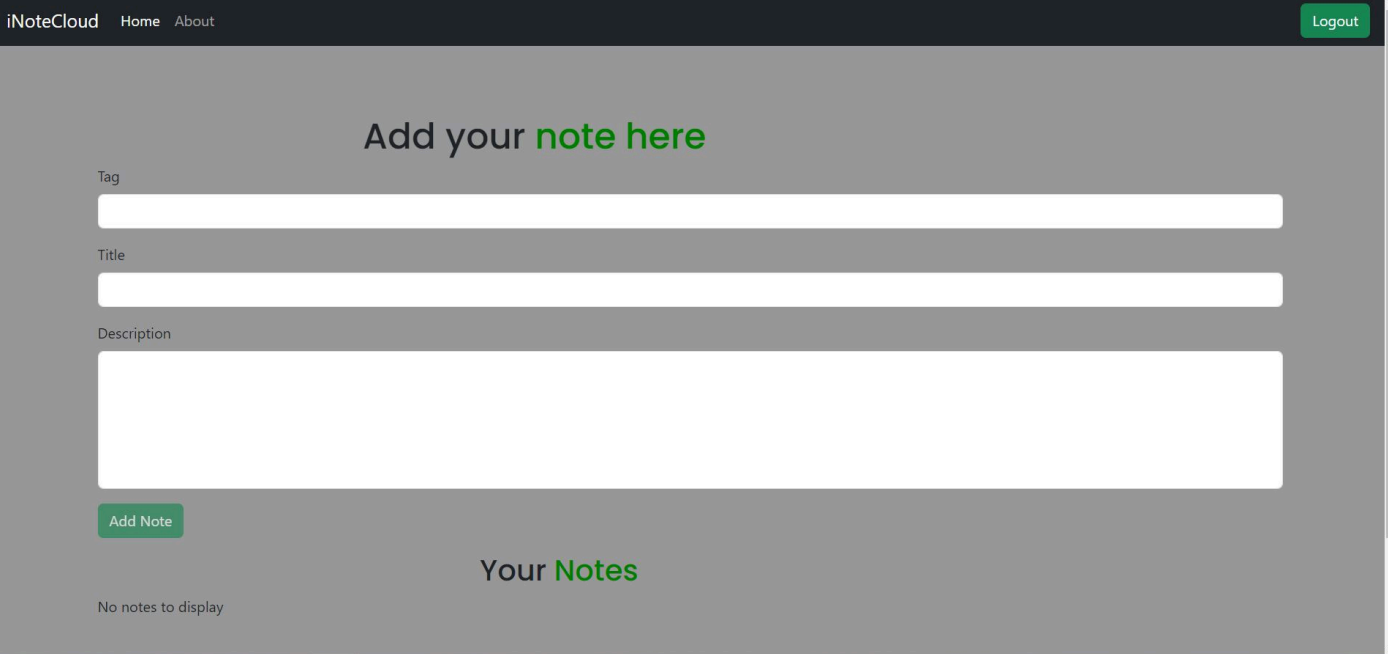 iNoteCloud Home About Logout
Add your note here
Tag
Title
Description
Add Note
Your Notes
No notes to display